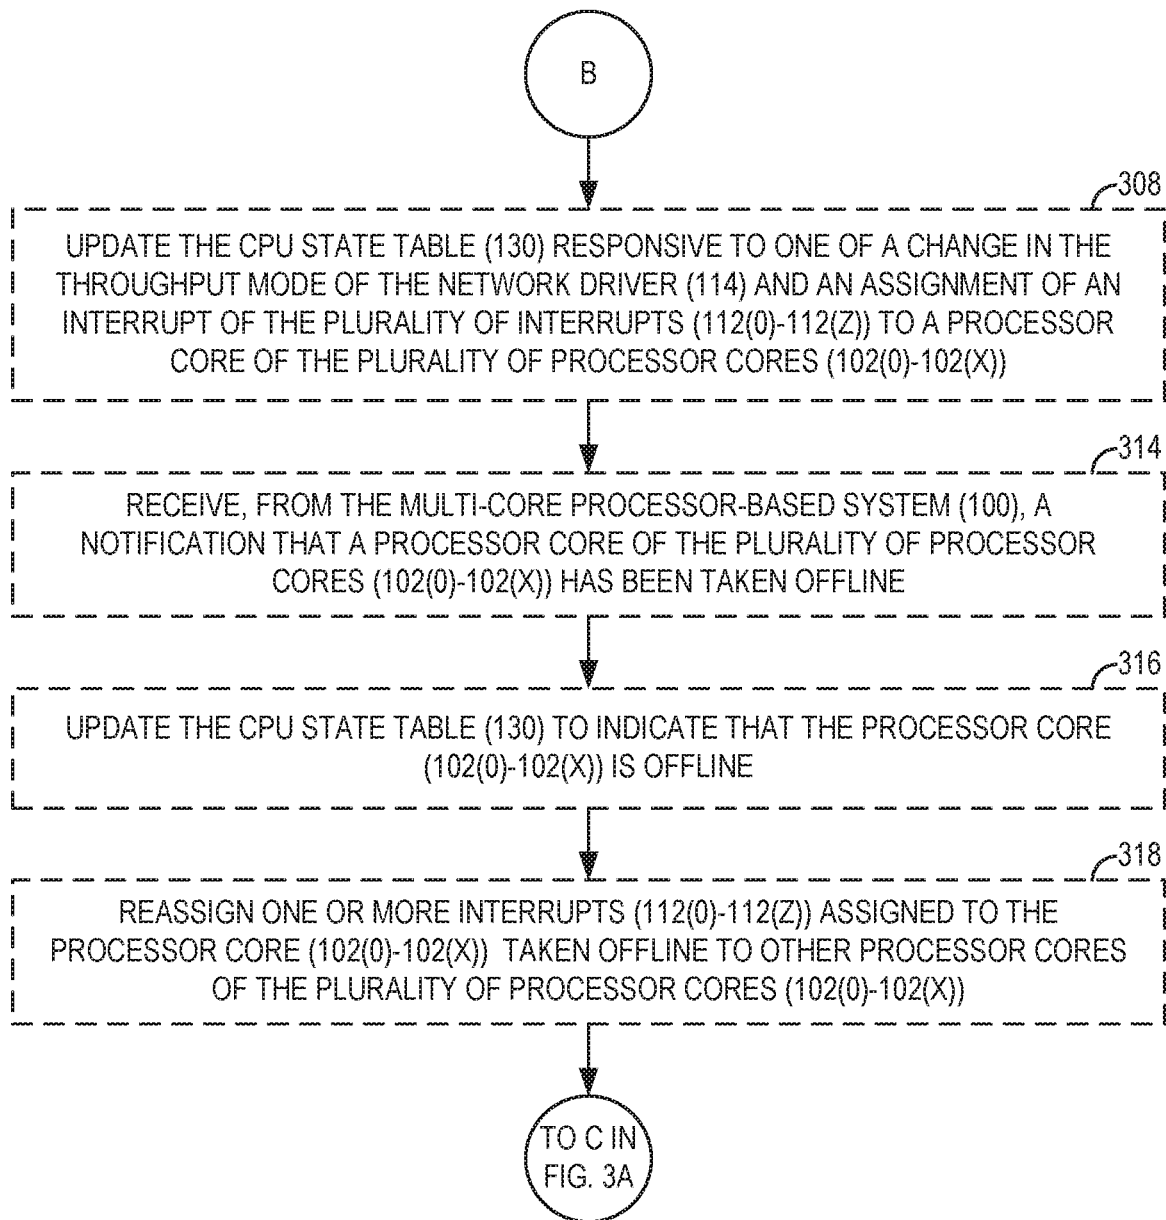 B
308
UPDATE THE CPU STATE TABLE (130) RESPONSIVE TO ONE OF A CHANGE IN THE
THROUGHPUT MODE OF THE NETWORK DRIVER (114) AND AN ASSIGNMENT OF AN
INTERRUPT OF THE PLURALITY OF INTERRUPTS (112(0)-112(Z)) TO A PROCESSOR
CORE OF THE PLURALITY OF PROCESSOR CORES (102(0)-102(X))
314
RECEIVE, FROM THE MULTI-CORE PROCESSOR-BASED SYSTEM (100), A
NOTIFICATION THAT A PROCESSOR CORE OF THE PLURALITY OF PROCESSOR
CORES (102(0)-102(X)) HAS BEEN TAKEN OFFLINE
316
UPDATE THE CPU STATE TABLE (130) TO INDICATE THAT THE PROCESSOR CORE
(102(0)-102(X)) IS OFFLINE
318
REASSIGN ONE OR MORE INTERRUPTS (112(0)-112(Z)) ASSIGNED TO THE
PROCESSOR CORE (102(0)-102(X)) TAKEN OFFLINE TO OTHER PROCESSOR CORES
OF THE PLURALITY OF PROCESSOR CORES (102(0)-102(X))
TO C IN
FIG. 3A